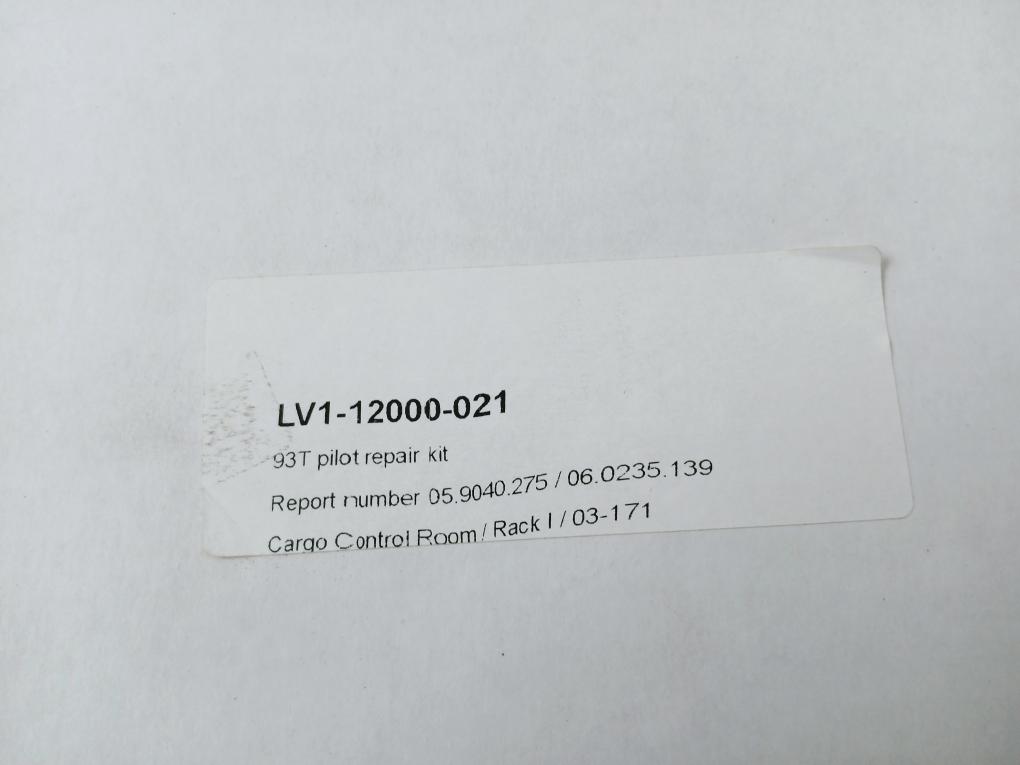 LV1-12000-021
93T pilot repair kit
Report number 05.9040.275 / 06.0235.139
Cargo Control Room / Rack I / 03-171